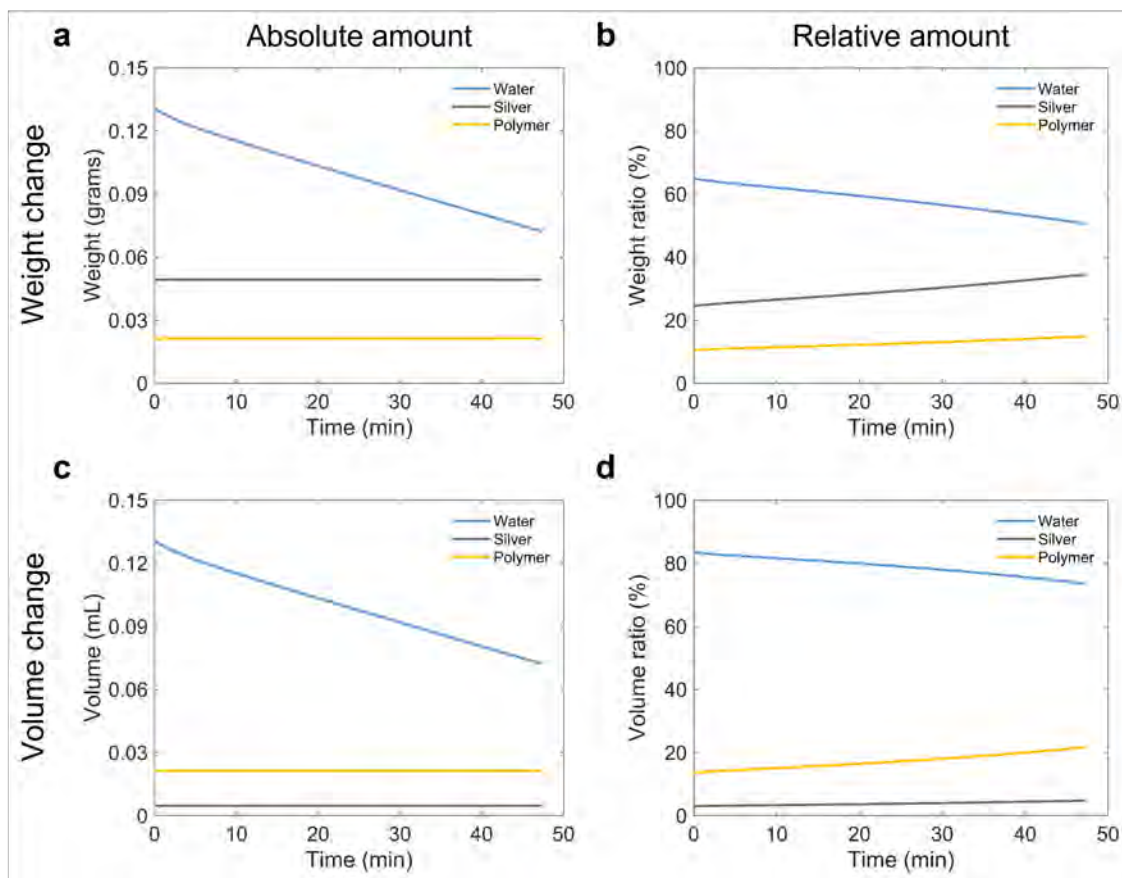 a Absolute amount
b Relative amount
Weight change
0.15
0.12
0.09
0.06
0.03
0
Weight (grams)
Water
Silver
Polymer
0 10 20 30 40 50
Time (min)
100
80
60
40
20
0
Weight ratio (%)
Water
Silver
Polymer
0 10 20 30 40 50
Time (min)
Volume change
c
0.15
0.12
0.09
0.06
0.03
0
Volume (mL)
Water
Silver
Polymer
0 10 20 30 40 50
Time (min)
d
100
80
60
40
20
0
Volume ratio (%)
Water
Silver
Polymer
0 10 20 30 40 50
Time (min)